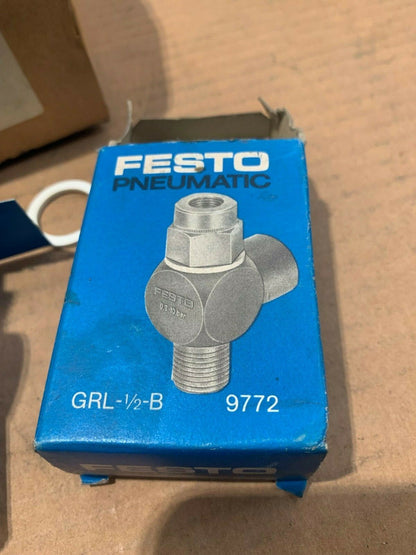 FESTO
PNEUMATIC
FESTO
GRL-1/2-B 9772
FESTO